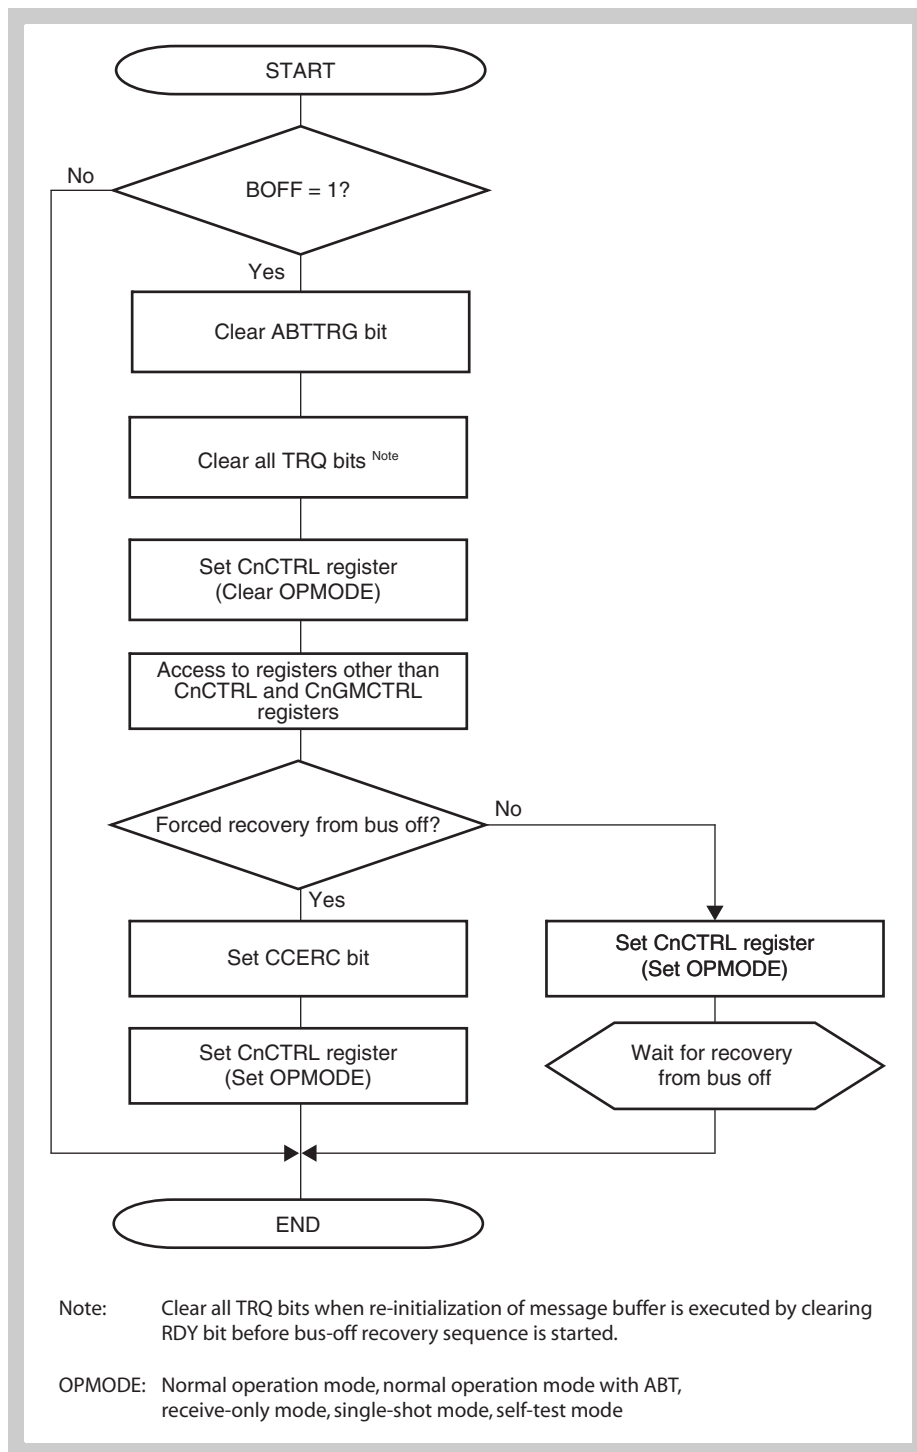 START
BOFF = 1?
No
Yes
Clear ABTTRG bit
Clear all TRQ bits Note
Set CnCTRL register
(Clear OPMODE)
Access to registers other than
CnCTRL and CnGMCTRL
registers
Forced recovery from bus off?
No
Yes
Set CCERC bit
Set CnCTRL register
(Set OPMODE)
Set CnCTRL register
(Set OPMODE)
Wait for recovery
from bus off
END
Note: Clear all TRQ bits when re-initialization of message buffer is executed by clearing
RDY bit before bus-off recovery sequence is started.
OPMODE: Normal operation mode, normal operation mode with ABT,
receive-only mode, single-shot mode, self-test mode